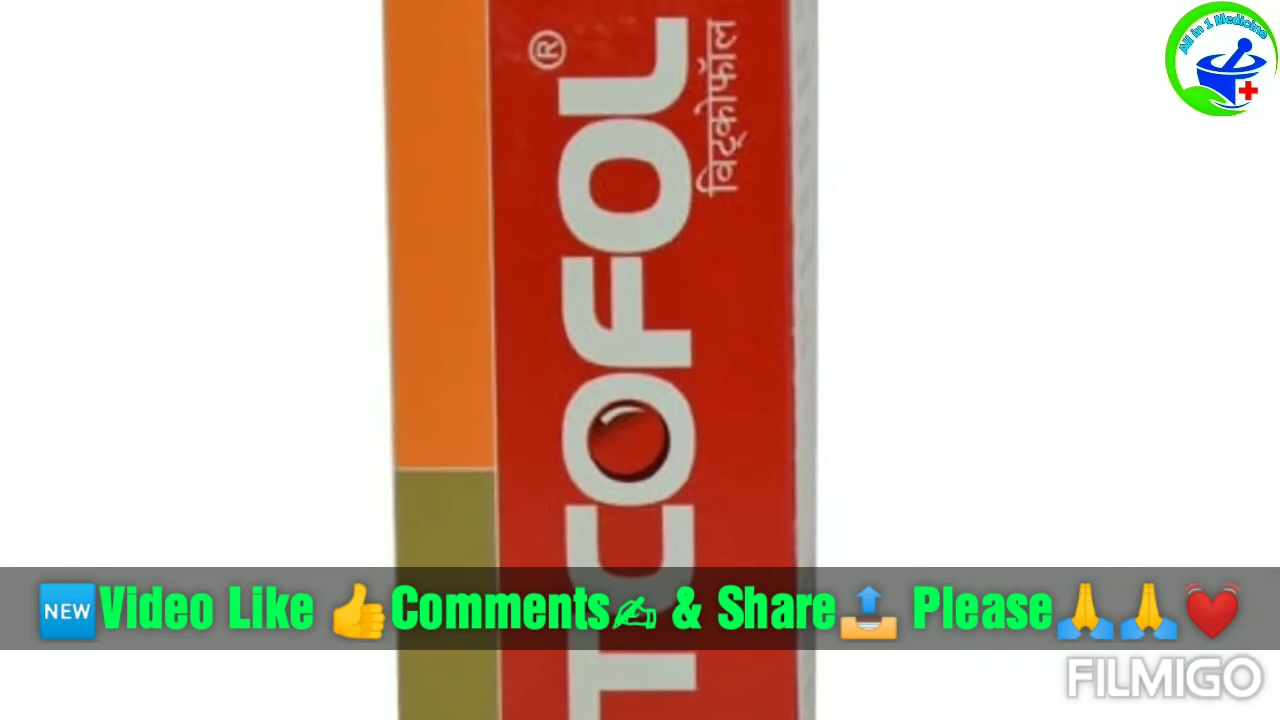 All in 1 Medicine
TCOFOL®
विट्कोफॉल
🆕Video Like 👍Comments✍ & Share📤 Please🙏🙏💓
FILMIGO